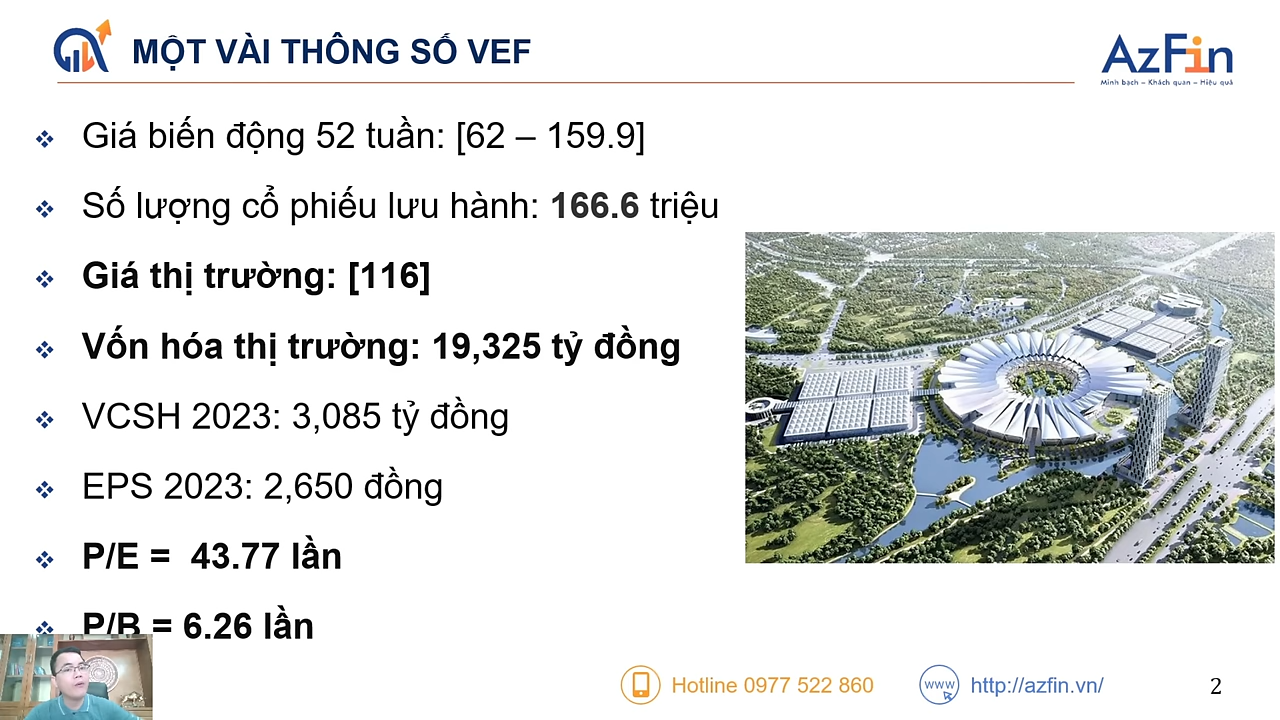 MỘT VÀI THÔNG SỐ VEF
AzFin
Minh bạch – Khách quan – Hiệu quả
Giá biến động 52 tuần: [62 – 159.9]
Số lượng cổ phiếu lưu hành: 166.6 triệu
Giá thị trường: [116]
Vốn hóa thị trường: 19,325 tỷ đồng
VCSH 2023: 3,085 tỷ đồng
EPS 2023: 2,650 đồng
P/E = 43.77 lần
P/B = 6.26 lần
Hotline 0977 522 860
www
http://azfin.vn/
2